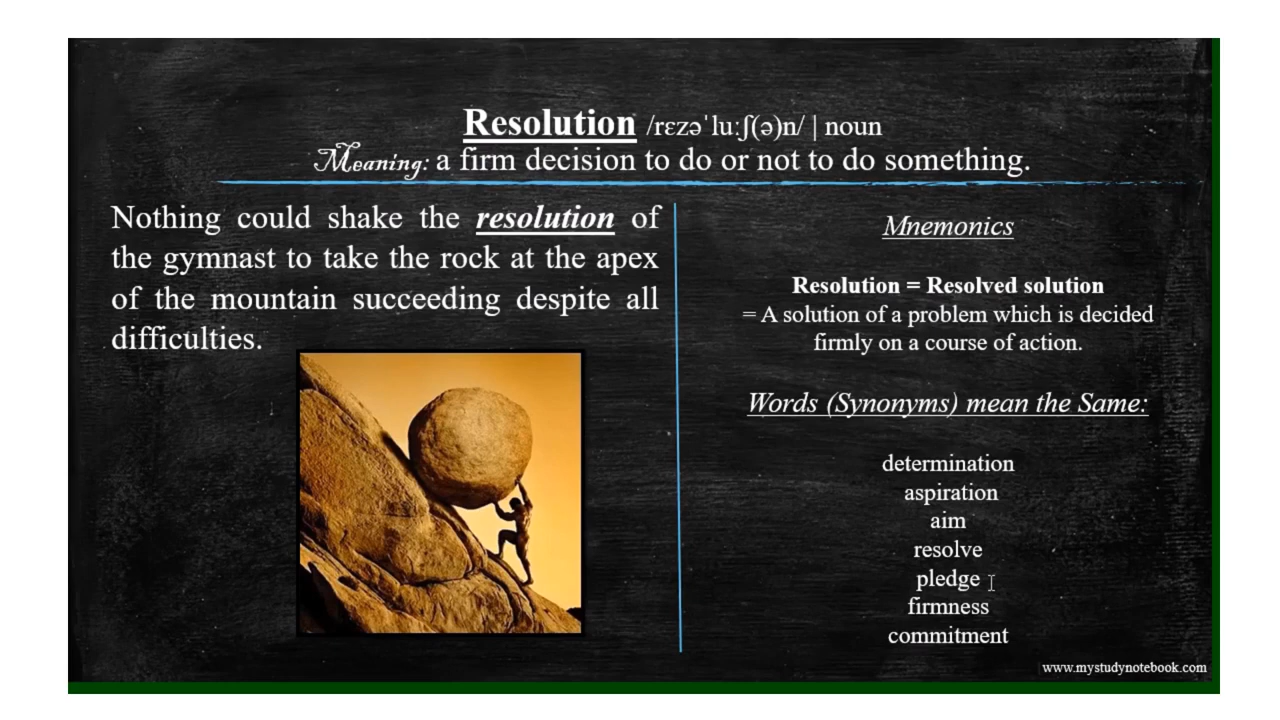 Resolution /rɛzəˈluːʃ(ə)n/ | noun
Meaning: a firm decision to do or not to do something.
Nothing could shake the resolution of
the gymnast to take the rock at the apex
of the mountain succeeding despite all
difficulties.
Mnemonics
Resolution = Resolved solution
= A solution of a problem which is decided
firmly on a course of action.
Words (Synonyms) mean the Same:
determination
aspiration
aim
resolve
pledge
firmness
commitment
www.mystudynotebook.com